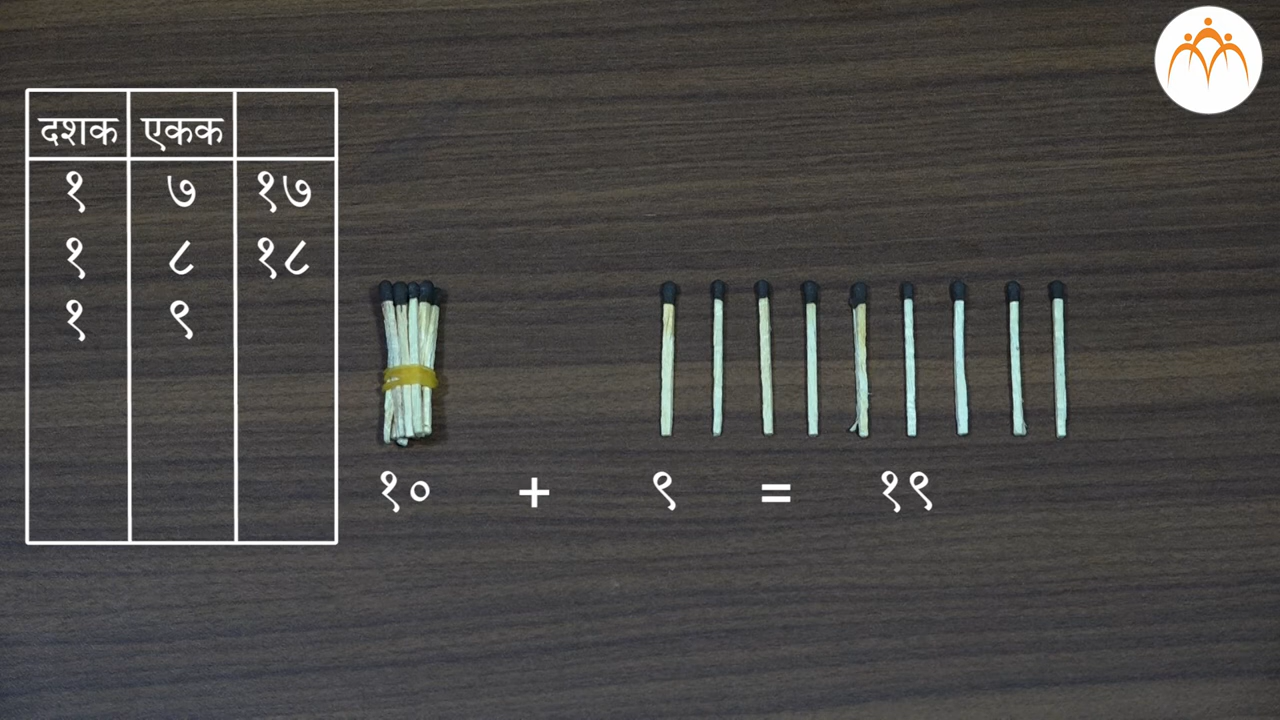 दशक एकक
१ ७ १७
१ ८ १८
१ ९
१० + ९ = १९